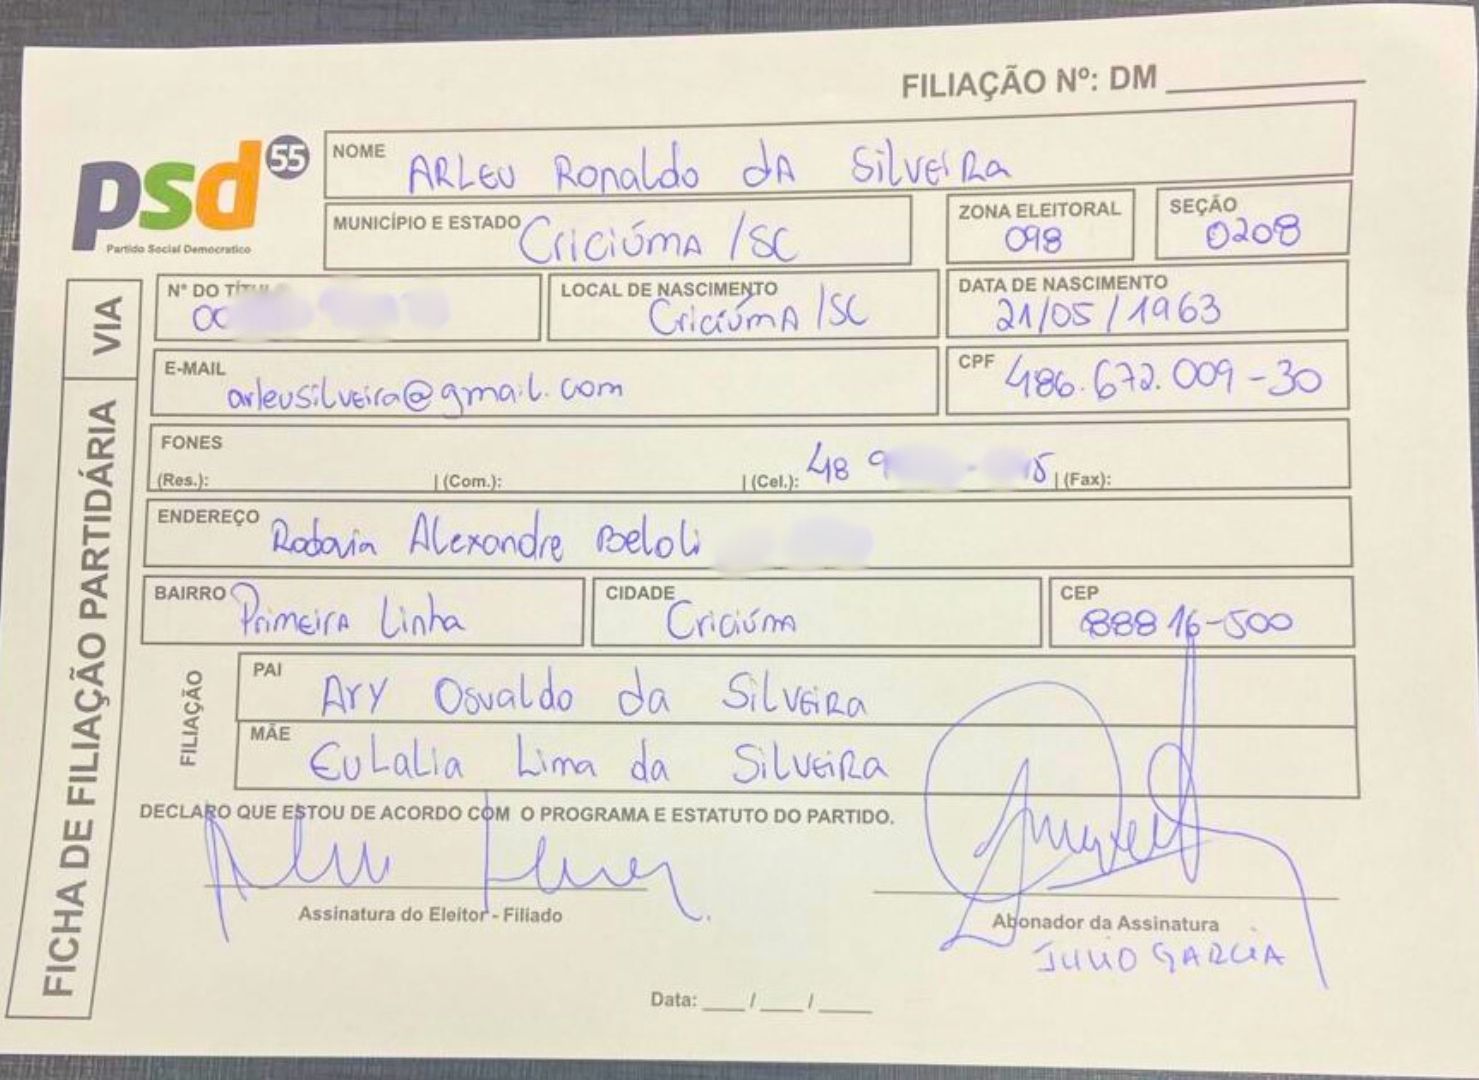 FILIAÇÃO Nº: DM
psd 55
Partido Social Democratico
NOME ARLEU RONALDO DA SILVEIRA
MUNICÍPIO E ESTADO CRICIÚMA /SC
ZONA ELEITORAL 098
SEÇÃO 0208
N° DO
LOCAL DE NASCIMENTO CRICIÚMA /SC
DATA DE NASCIMENTO 21/05/1963
E-MAIL arleusilveira@gmail.com
CPF 486.672.009-30
FONES
(Res.): (Com.): (Cel.): 48 9 (Fax):
ENDEREÇO Rodovia Alexandre Beloli
BAIRRO Primeira Linha
CIDADE Criciúma
CEP 88816-500
FILIAÇÃO
PAI Ary Osvaldo da Silveira
MÃE Eulalia Lima da Silveira
DECLARO QUE ESTOU DE ACORDO COM O PROGRAMA E ESTATUTO DO PARTIDO.
Assinatura do Eleitor - Filiado
Abonador da Assinatura
JULIO GARCIA
Data: ___/___/___
FICHA DE FILIAÇÃO PARTIDÁRIA VIA